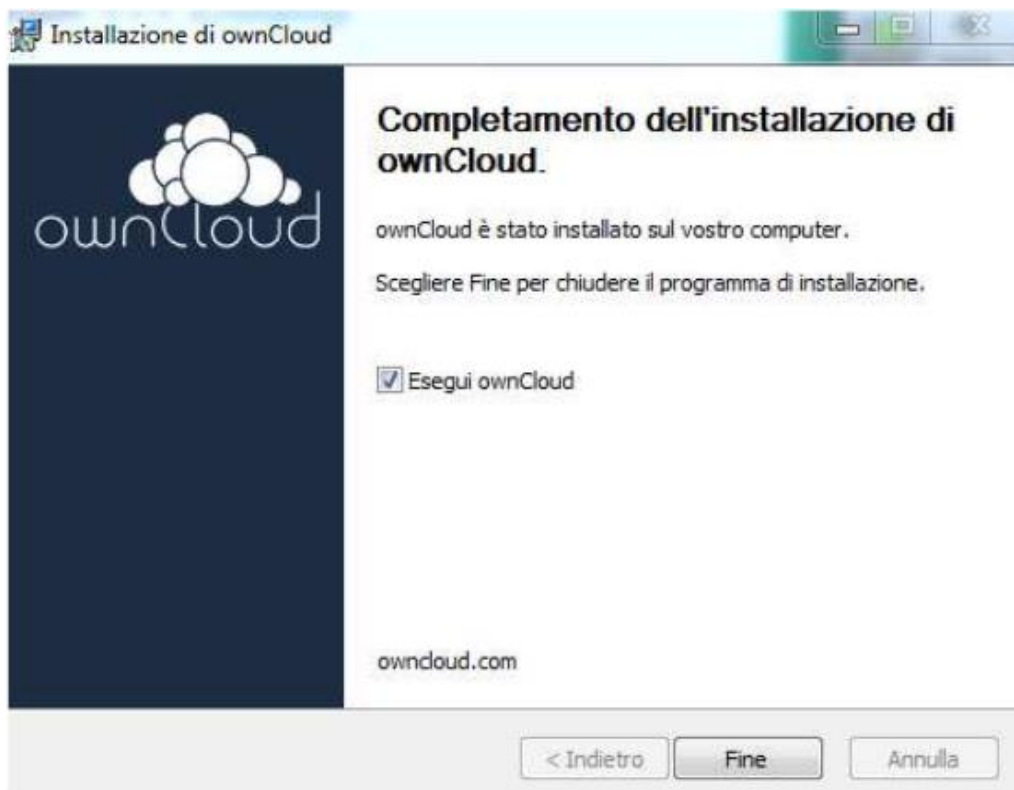 Installazione di ownCloud
ownCloud
Completamento dell'installazione di
ownCloud.
ownCloud è stato installato sul vostro computer.
Scegliere Fine per chiudere il programma di installazione.
Esegui ownCloud
owncloud.com
< Indietro
Fine
Annulla